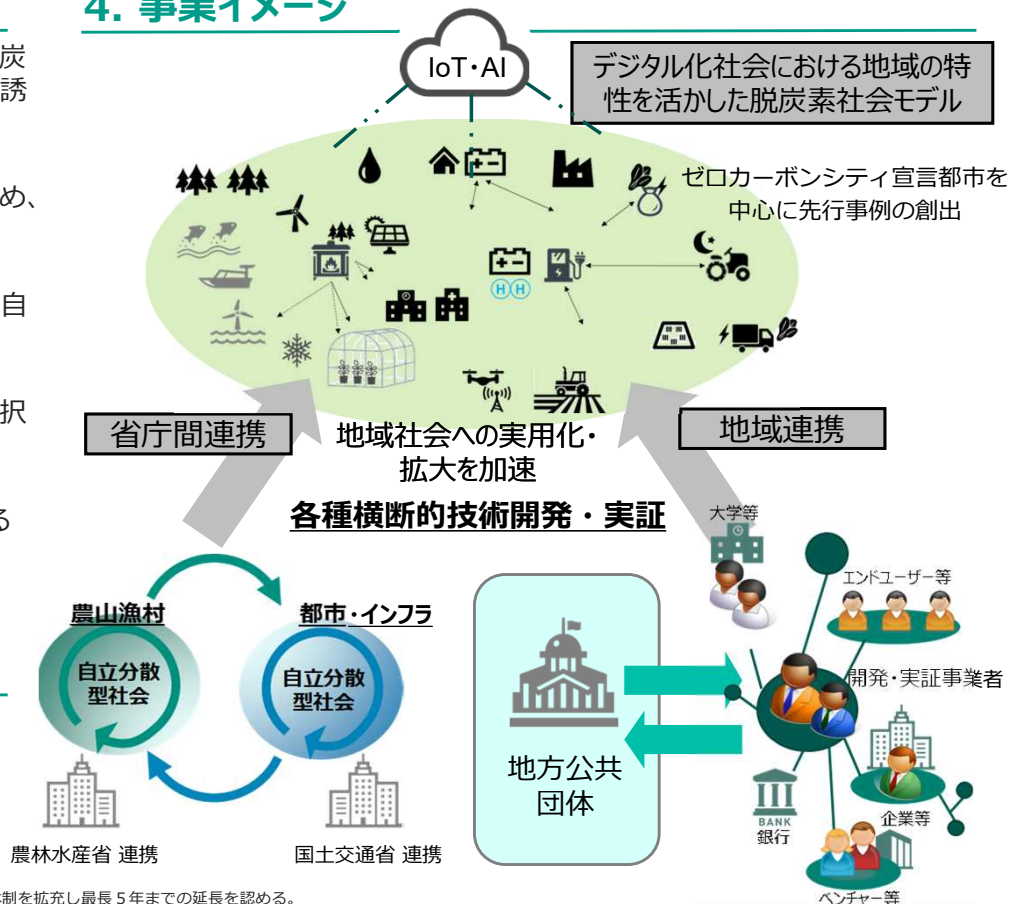 4. 事業イメージ
炭
誘
め、
自
択
る
IoT・AI
デジタル化社会における地域の特
性を活かした脱炭素社会モデル
ゼロカーボンシティ宣言都市を
中心に先行事例の創出
H H
省庁間連携
地域社会への実用化・
拡大を加速
地域連携
各種横断的技術開発・実証
農山漁村
自立分散
型社会
都市・インフラ
自立分散
型社会
農林水産省 連携
国土交通省 連携
地方公共
団体
大学等
エンドユーザー等
開発・実証事業者
企業等
BANK
銀行
ベンチャー等
制を拡充し最長５年までの延長を認める。